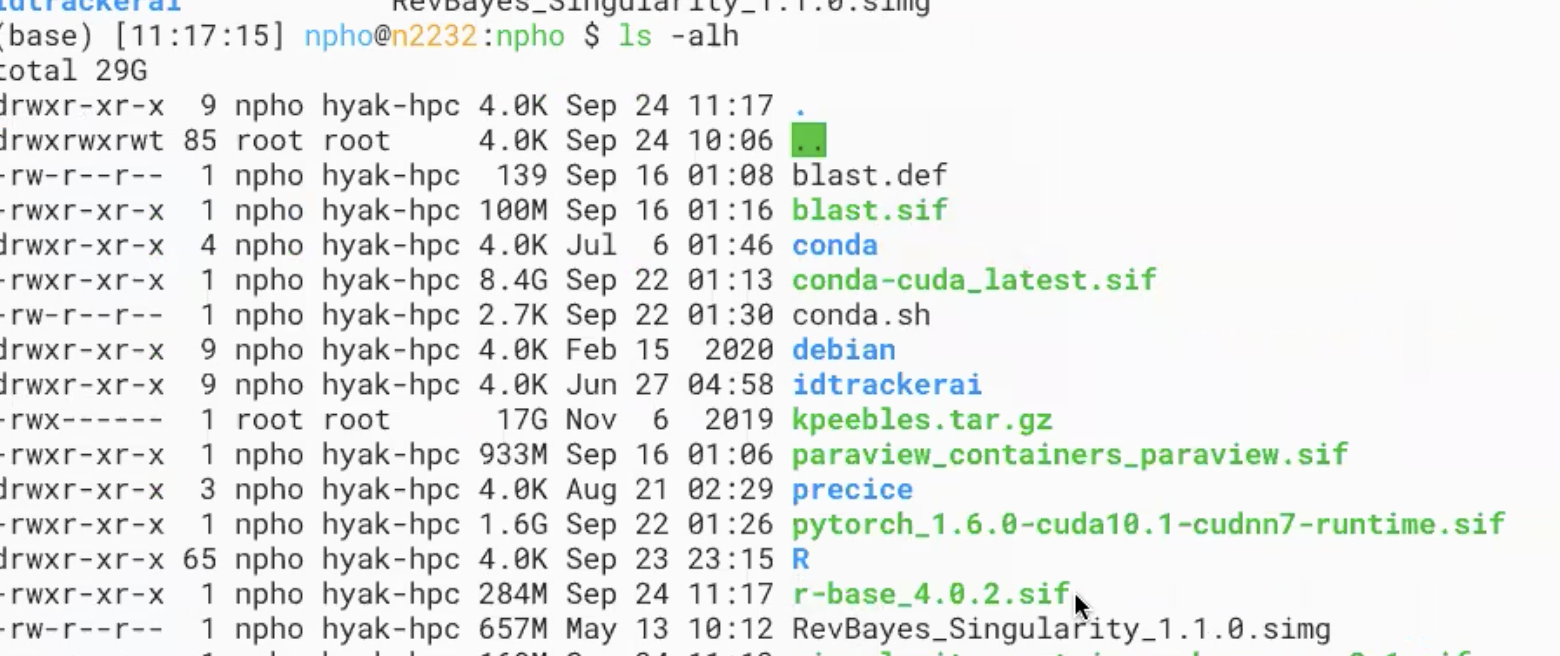 idtrackerai RevBayes_Singularity_1.1.0.simg
(base) [11:17:15] npho@n2232:npho $ ls -alh
total 29G
drwxr-xr-x 9 npho hyak-hpc 4.0K Sep 24 11:17 .
drwxrwxrwt 85 root root 4.0K Sep 24 10:06 ..
-rw-r--r-- 1 npho hyak-hpc 139 Sep 16 01:08 blast.def
-rwxr-xr-x 1 npho hyak-hpc 100M Sep 16 01:16 blast.sif
drwxr-xr-x 4 npho hyak-hpc 4.0K Jul 6 01:46 conda
-rwxr-xr-x 1 npho hyak-hpc 8.4G Sep 22 01:13 conda-cuda_latest.sif
-rw-r--r-- 1 npho hyak-hpc 2.7K Sep 22 01:30 conda.sh
drwxr-xr-x 9 npho hyak-hpc 4.0K Feb 15 2020 debian
drwxr-xr-x 9 npho hyak-hpc 4.0K Jun 27 04:58 idtrackerai
-rwx------ 1 root root 17G Nov 6 2019 kpeebles.tar.gz
-rwxr-xr-x 1 npho hyak-hpc 933M Sep 16 01:06 paraview_containers_paraview.sif
drwxr-xr-x 3 npho hyak-hpc 4.0K Aug 21 02:29 precice
-rwxr-xr-x 1 npho hyak-hpc 1.6G Sep 22 01:26 pytorch_1.6.0-cuda10.1-cudnn7-runtime.sif
drwxr-xr-x 65 npho hyak-hpc 4.0K Sep 23 23:15 R
-rwxr-xr-x 1 npho hyak-hpc 284M Sep 24 11:17 r-base_4.0.2.sif
-rw-r--r-- 1 npho hyak-hpc 657M May 13 10:12 RevBayes_Singularity_1.1.0.simg